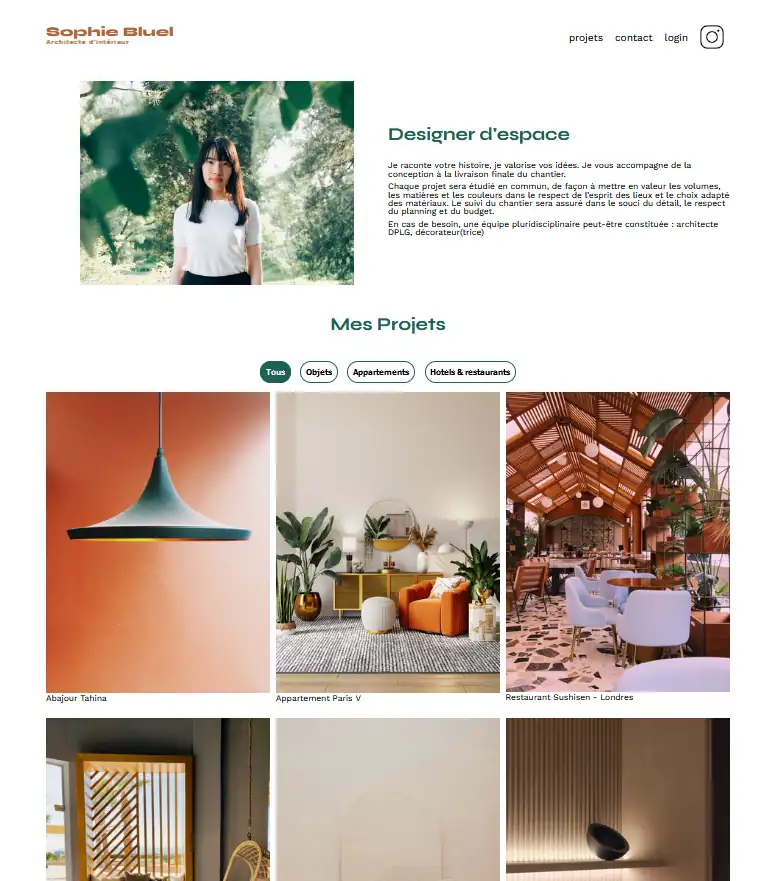 Sophie Bluel
Architecte d'intérieur
projets contact login
Designer d'espace
Je raconte votre histoire, je valorise vos idées. Je vous accompagne de la
conception à la livraison finale du chantier.
Chaque projet sera étudié en commun, de façon à mettre en valeur les volumes,
les matières et les couleurs dans le respect de l'esprit des lieux et le choix adapté
des matériaux. Le suivi du chantier sera assuré dans le souci du détail, le respect
du planning et du budget.
En cas de besoin, une équipe pluridisciplinaire peut-être constituée : architecte
DPLG, décorateur(trice)
Mes Projets
Tous Objets Appartements Hotels & restaurants
Abajour Tahina
Appartement Paris V
Restaurant Sushisen - Londres